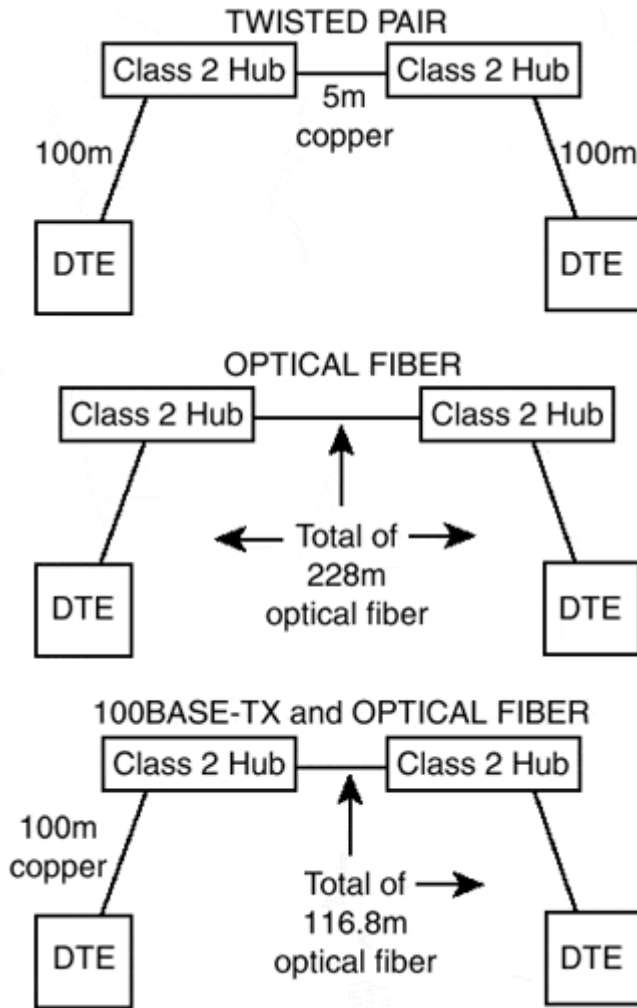 TWISTED PAIR
Class 2 Hub
Class 2 Hub
5m
copper
100m
100m
DTE
DTE
OPTICAL FIBER
Class 2 Hub
Class 2 Hub
Total of
228m
optical fiber
DTE
DTE
100BASE-TX and OPTICAL FIBER
Class 2 Hub
Class 2 Hub
100m
copper
Total of
116.8m
optical fiber
DTE
DTE